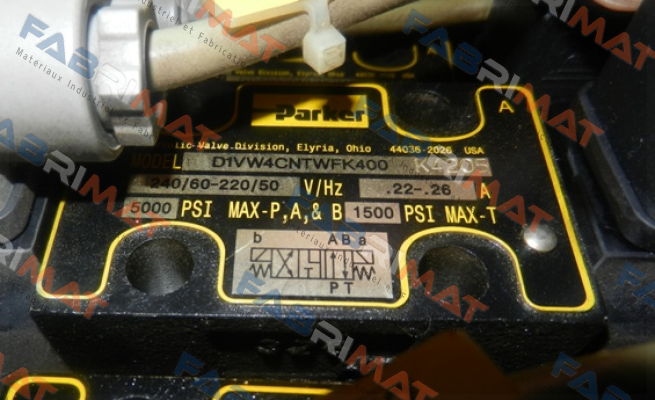 Parker
lic Valve Division, Elyria, Ohio 44036-2026 USA
A
MODEL D1VW4CNTWFK400 K4205
240/60-220/50 V/Hz .22-.26 A
5000 PSI MAX-P,A,& B 1500 PSI MAX-T
b A B a
P T
FABRIMAT